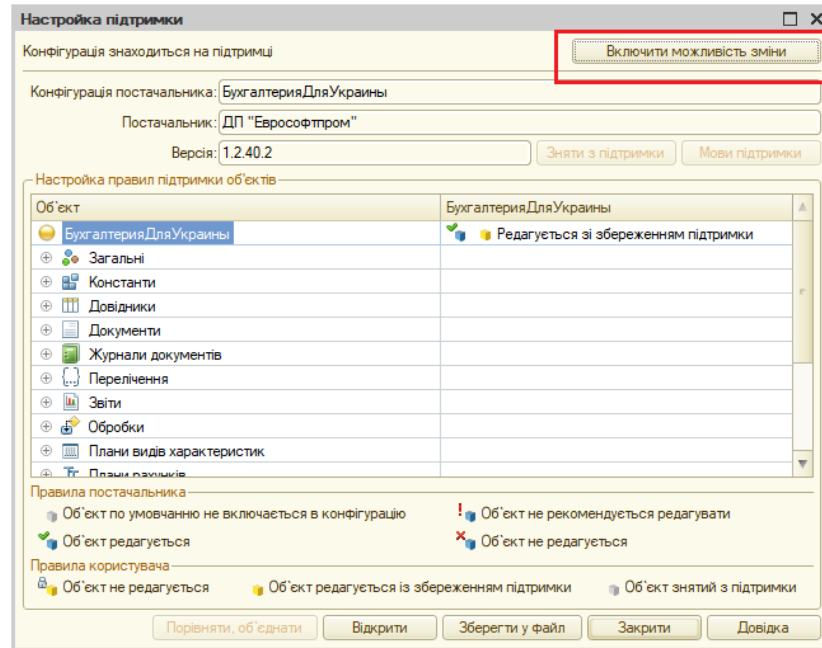 Настройка підтримки
Конфігурація знаходиться на підтримці
Включити можливість зміни
Конфігурація постачальника: БухгалтерияДляУкраины
Постачальник: ДП "Еврософтпром"
Версія: 1.2.40.2 Зняти з підтримки Мови підтримки
Настройка правил підтримки об`єктів
Об`єкт БухгалтерияДляУкраины
БухгалтерияДляУкраины Редагується зі збереженням підтримки
Загальні
Константи
Довідники
Документи
Журнали документів
Перелічення
Звіти
Обробки
Плани видів характеристик
Плани рахунків
Правила постачальника
Об`єкт по умовчанню не включається в конфігурацію ! Об`єкт не рекомендується редагувати
Об`єкт редагується Об`єкт не редагується
Правила користувача
Об`єкт не редагується Об`єкт редагується із збереженням підтримки Об`єкт знятий з підтримки
Порівняти, об`єднати Відкрити Зберегти у файл Закрити Довідка